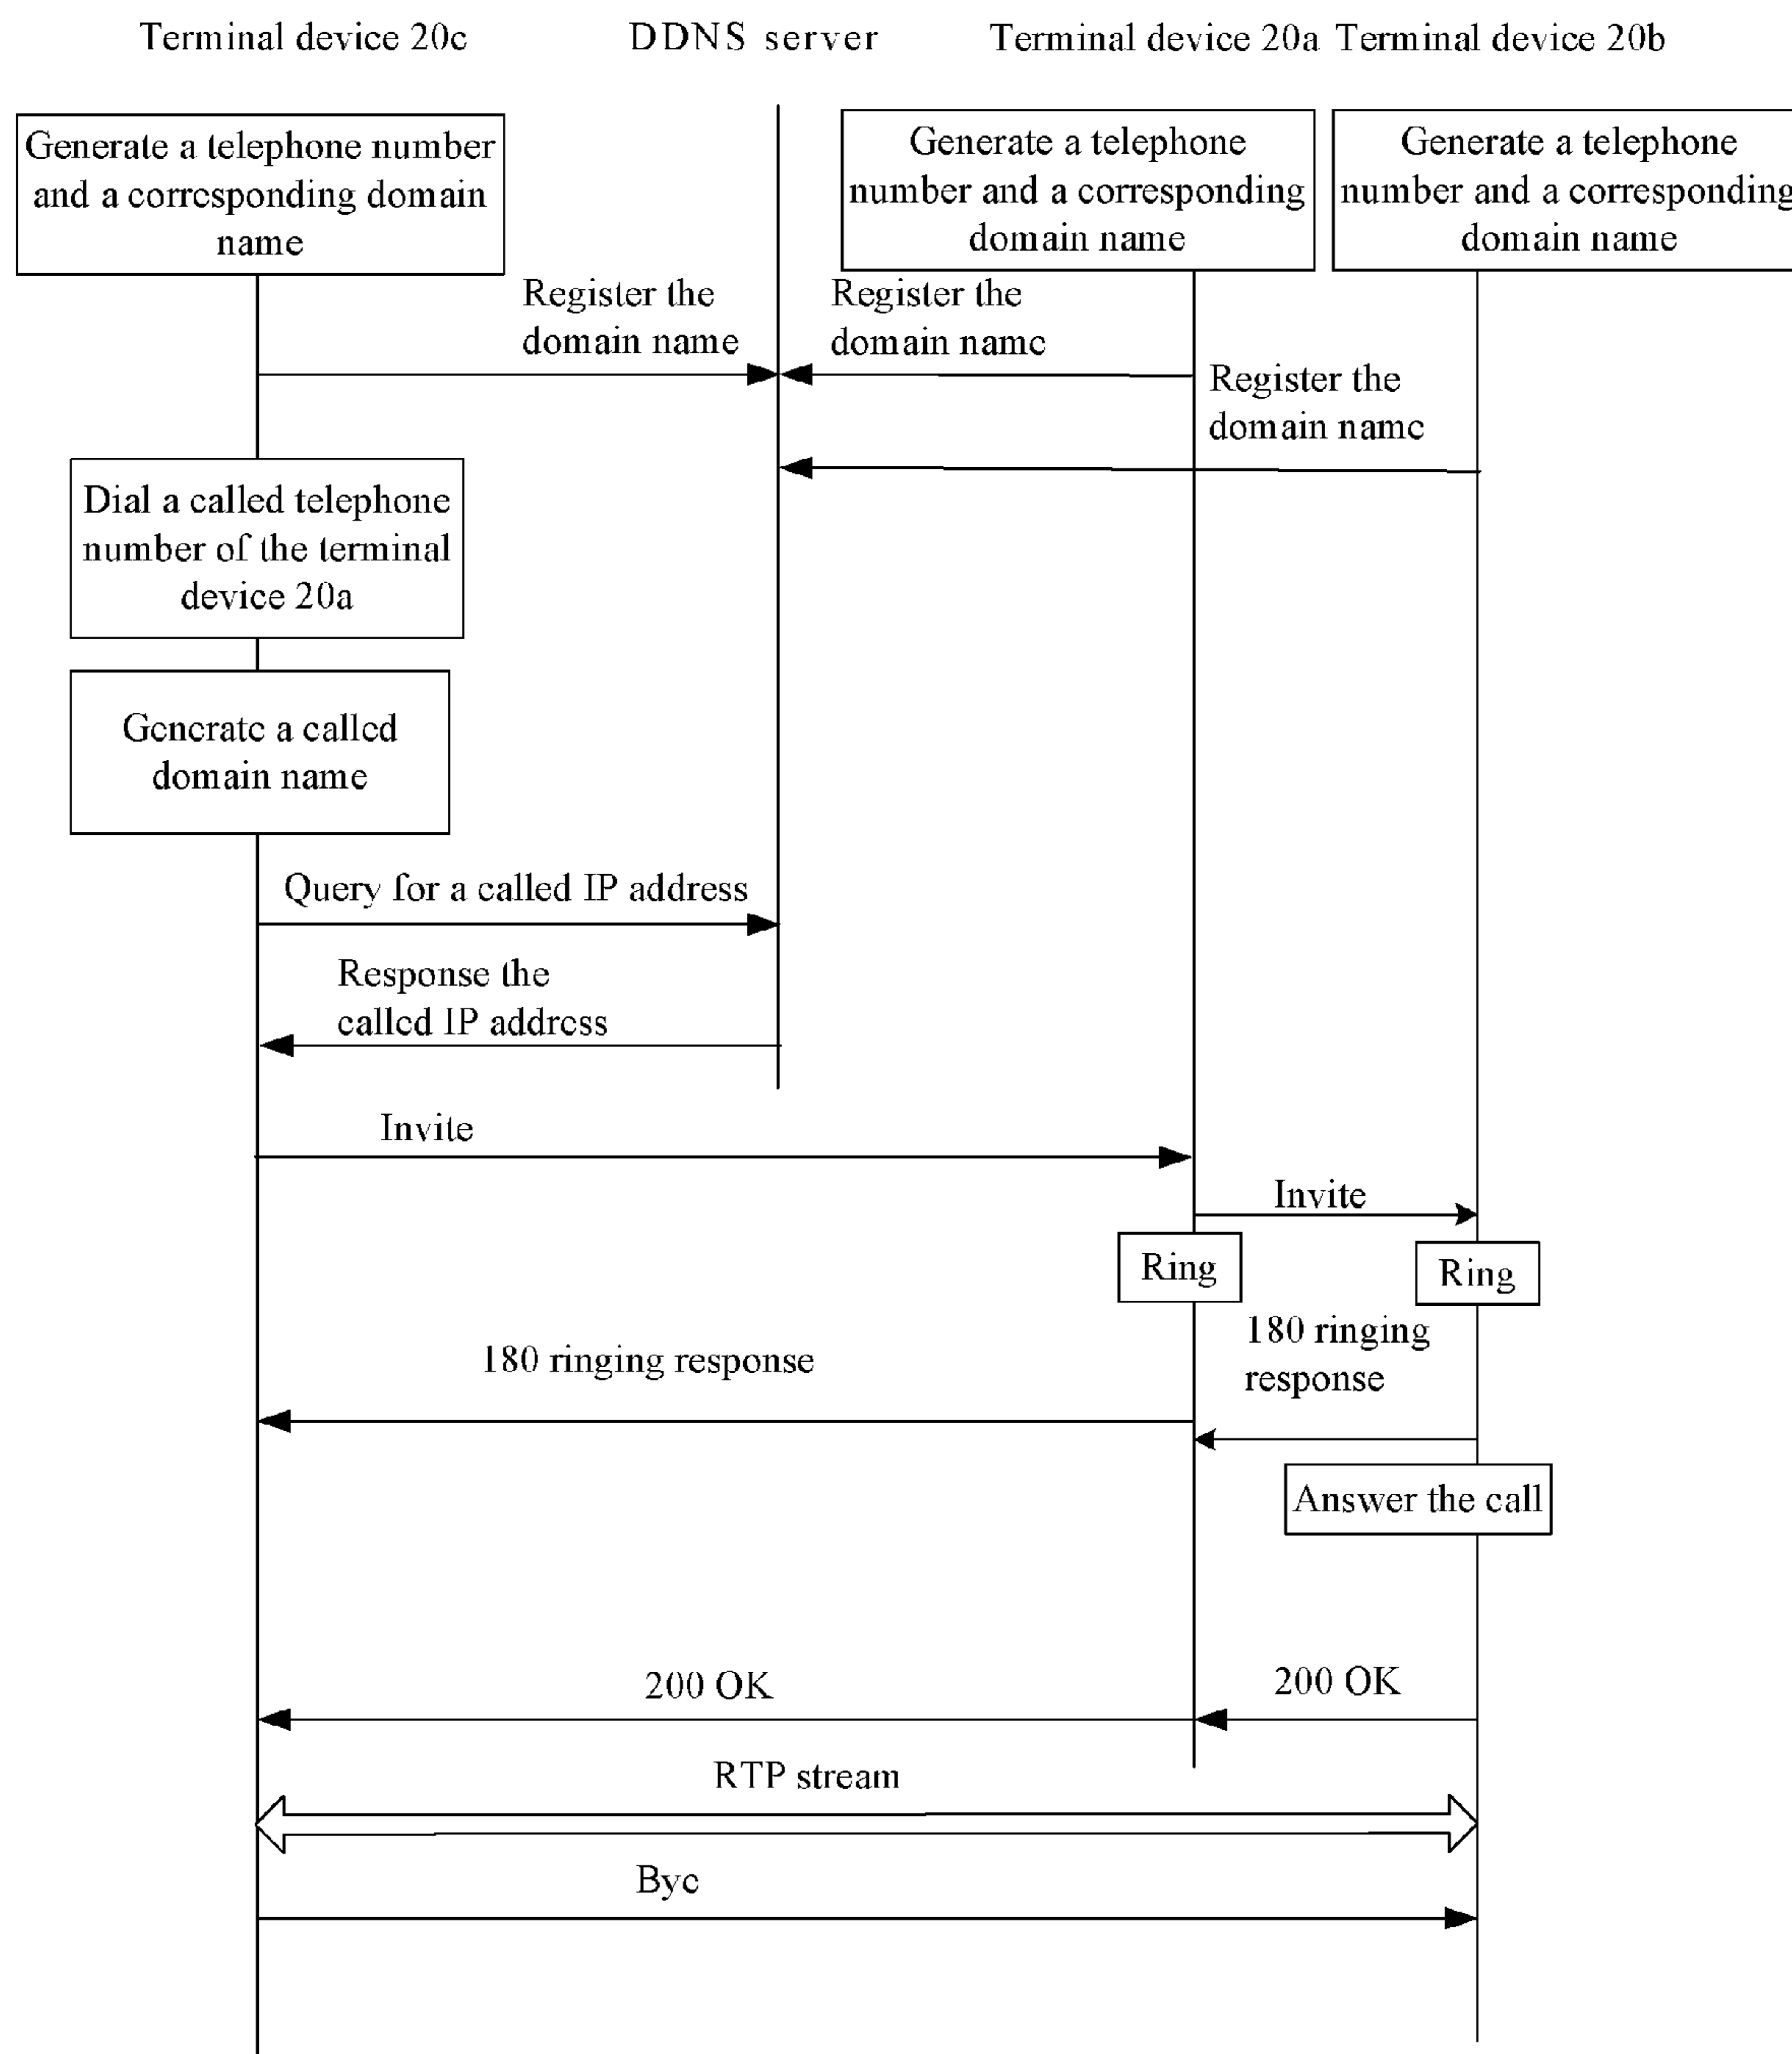 Terminal device 20c
DDNS server
Terminal device 20a
Terminal device 20b
Generate a telephone number
and a corresponding domain
name
Generate a telephone
number and a corresponding
domain name
Generate a telephone
number and a corresponding
domain name
Register the
domain name
Register the
domain name
Register the
domain name
Dial a called telephone
number of the terminal
device 20a
Generate a called
domain name
Query for a called IP address
Response the
called IP address
Invite
Invite
Ring
Ring
180 ringing response
180 ringing
response
Answer the call
200 OK
200 OK
RTP stream
Bye